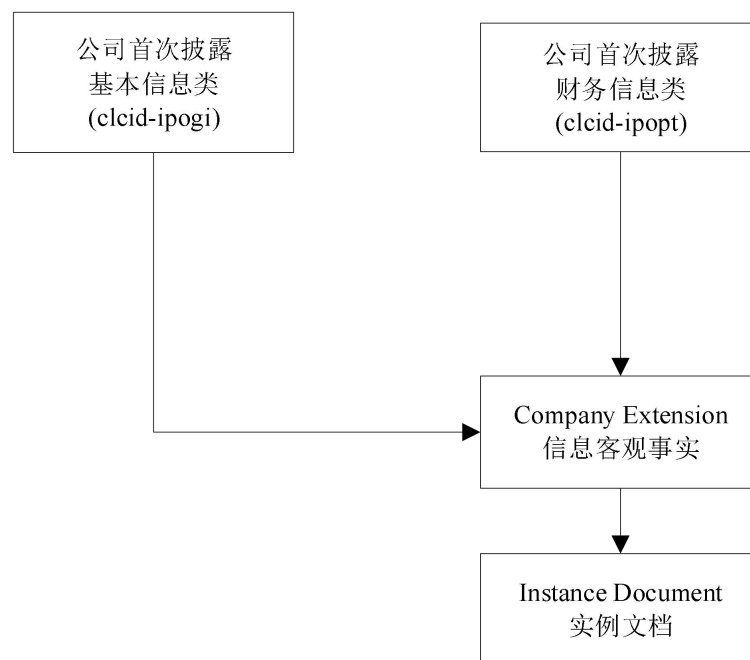 公司首次披露
基本信息类
(clcid-ipogi)
公司首次披露
财务信息类
(clcid-ipopt)
Company Extension
信息客观事实
Instance Document
实例文档